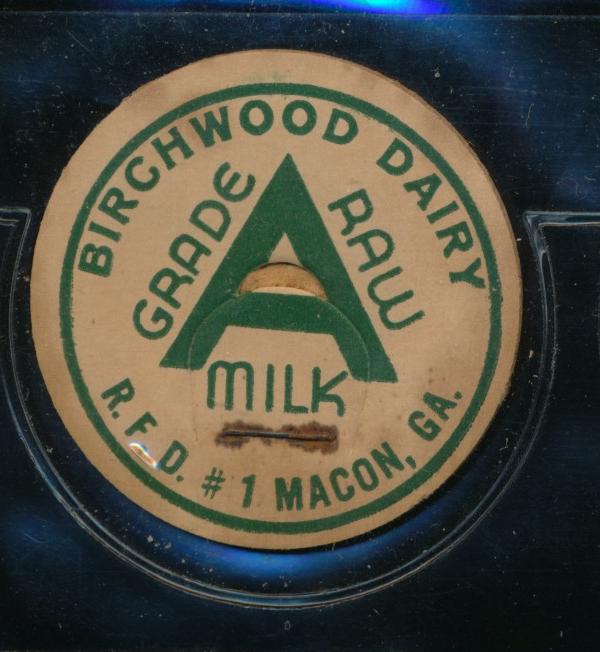 BIRCHWOOD DAIRY
GRADE A RAW
MILK
R.F.D. # 1 MACON, GA.